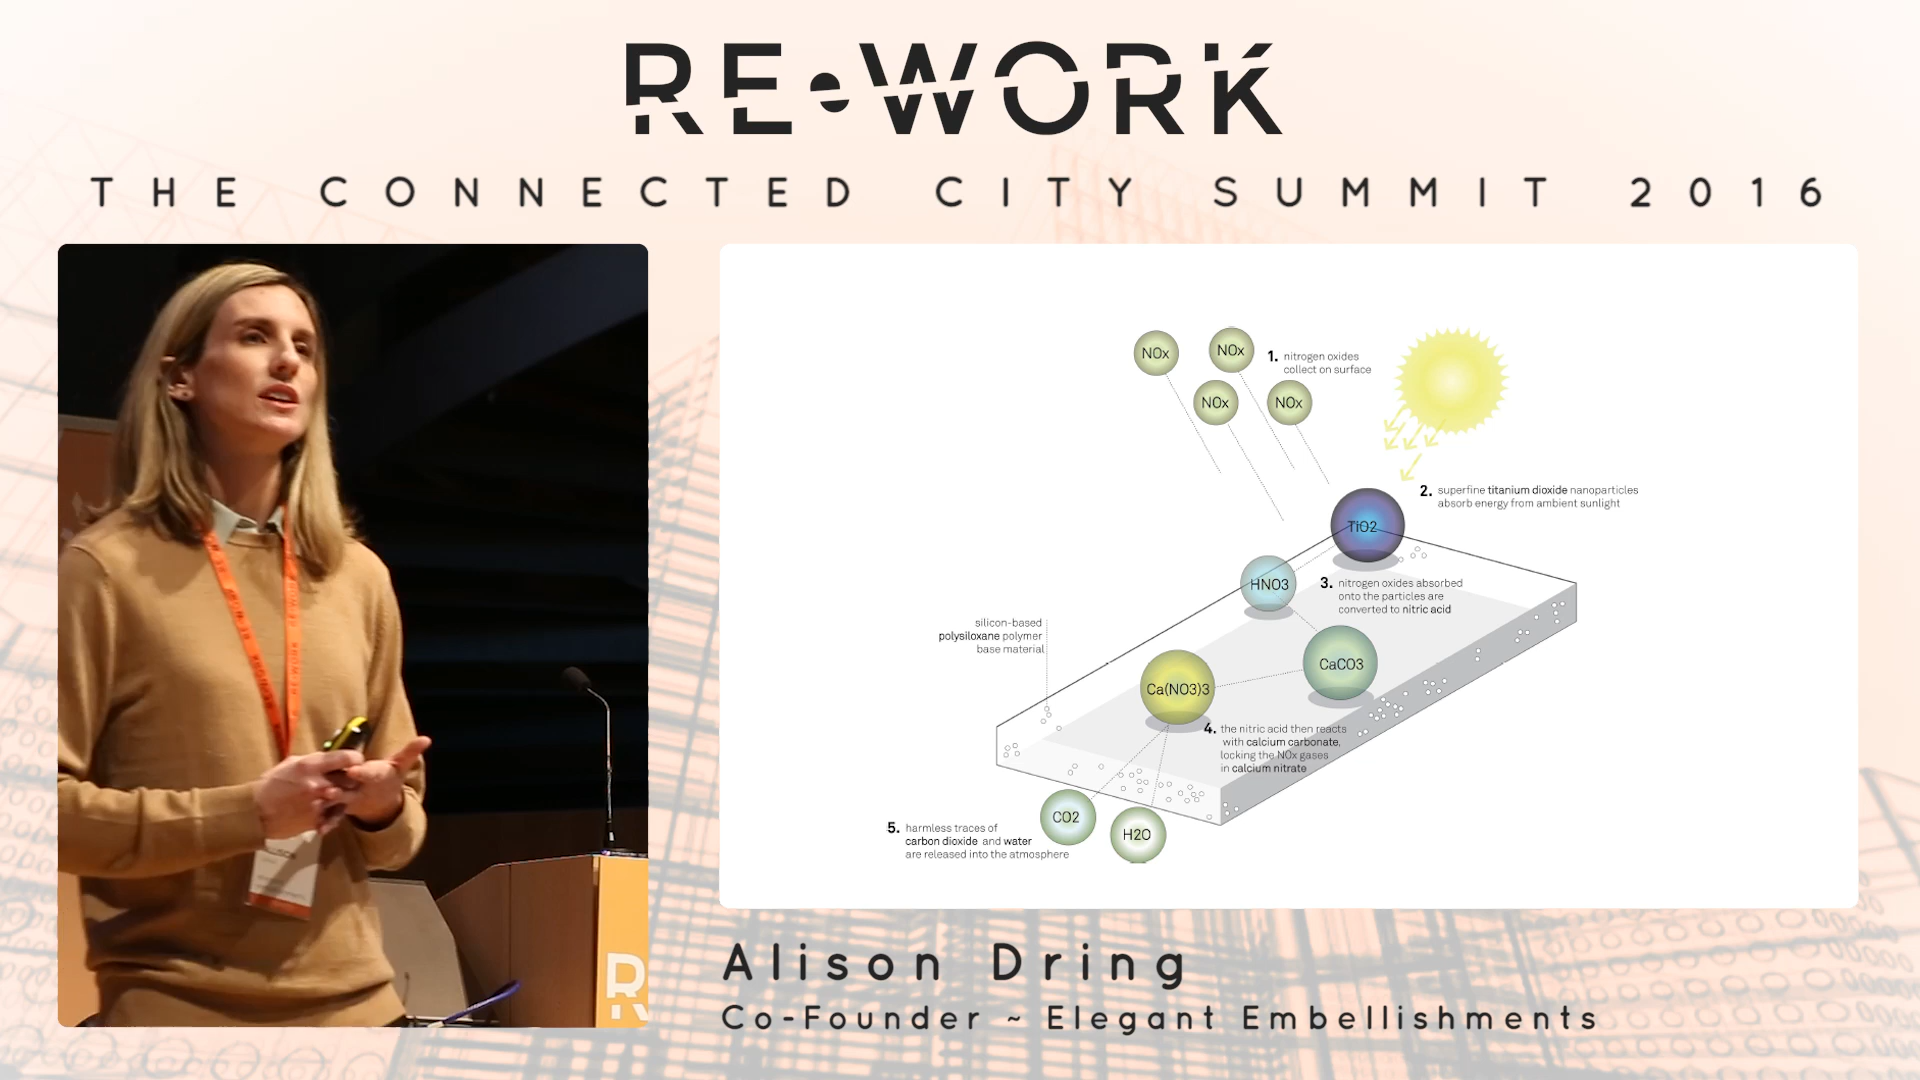 RE•WORK
THE CONNECTED CITY SUMMIT 2016
NOx
NOx
NOx
NOx
1. nitrogen oxides
collect on surface
2. superfine titanium dioxide nanoparticles
absorb energy from ambient sunlight
TiO2
HNO3
3. nitrogen oxides absorbed
onto the particles are
converted to nitric acid
silicon-based
polysiloxane polymer
base material
CaCO3
Ca(NO3)3
4. the nitric acid then reacts
with calcium carbonate,
locking the NOx gases
in calcium nitrate
CO2
H2O
5. harmless traces of
carbon dioxide and water
are released into the atmosphere
Alison Dring
Co-Founder ~ Elegant Embellishments